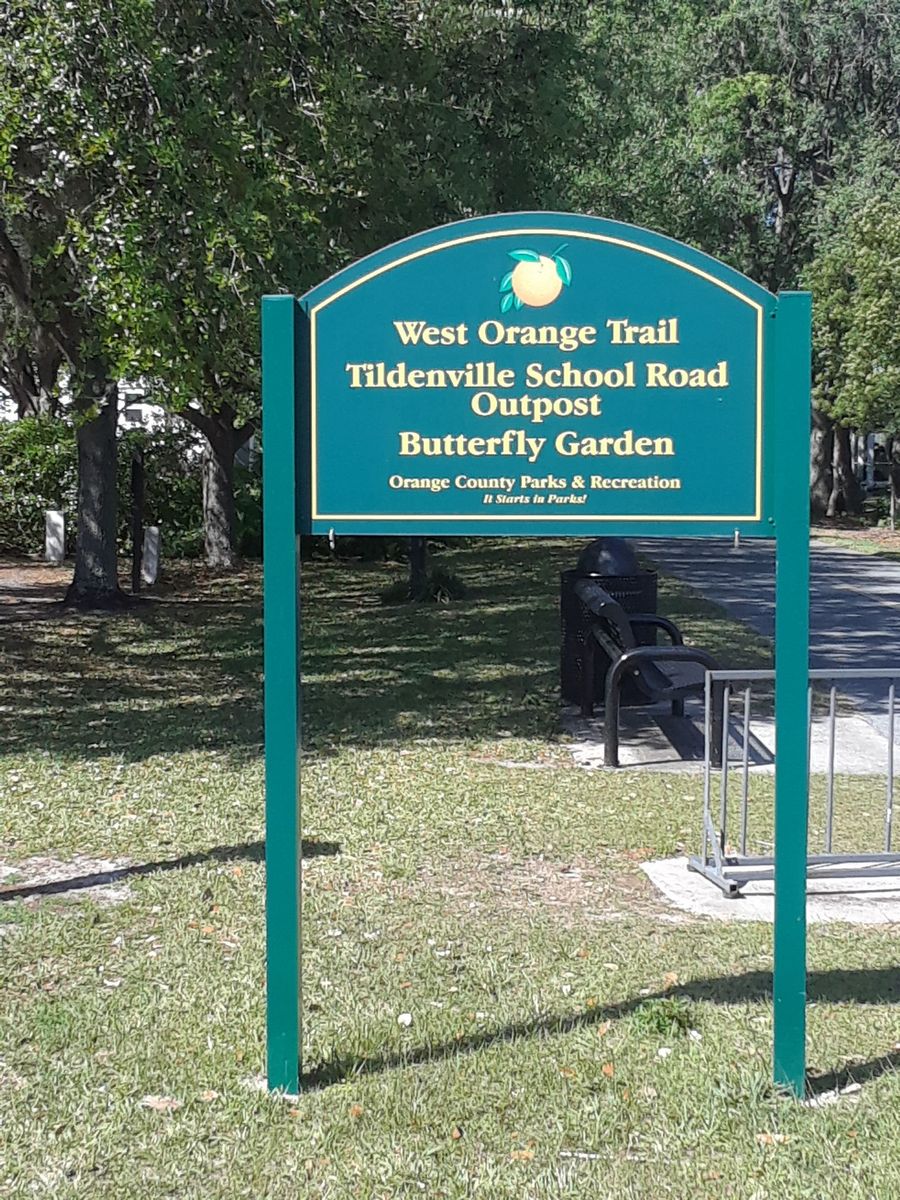 West Orange Trail
Tildenville School Road
Outpost
Butterfly Garden
Orange County Parks & Recreation
It Starts in Parks!